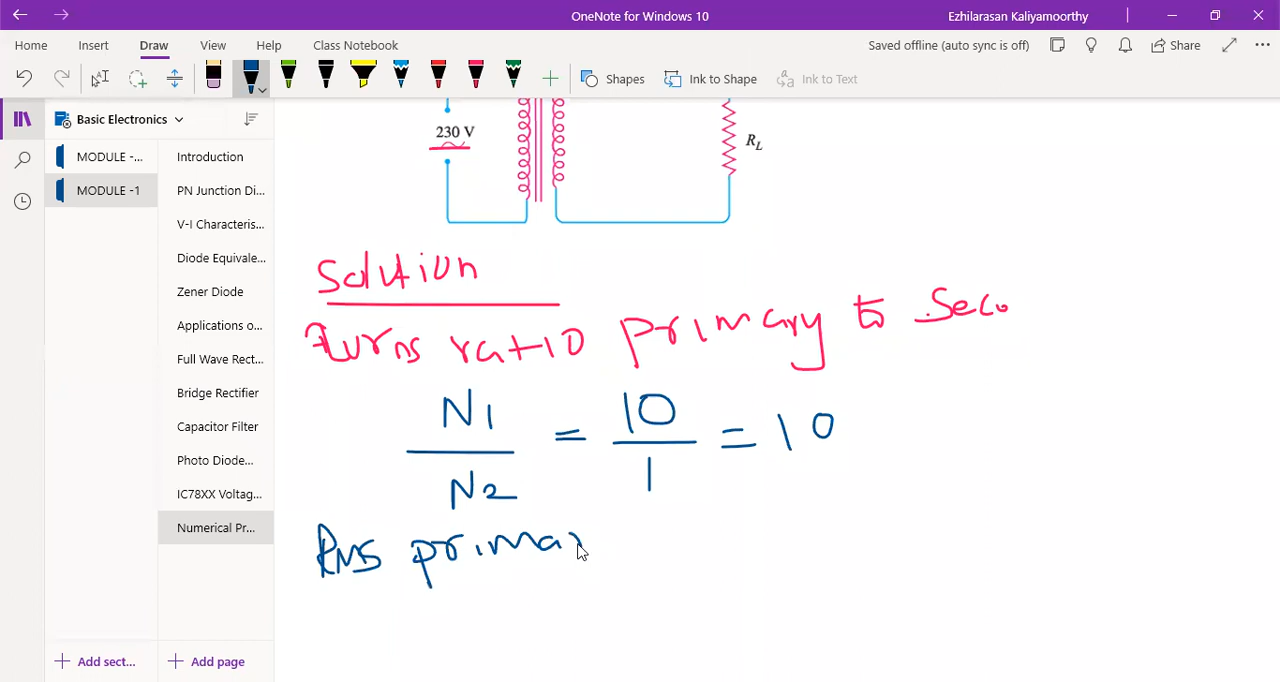 OneNote for Windows 10
Ezhilarasan Kaliyamoorthy
Home Insert Draw View Help Class Notebook
Saved offline (auto sync is off)
Share
Shapes Ink to Shape Ink to Text
Basic Electronics
MODULE -...
MODULE -1
Introduction
PN Junction Di...
V-I Characteris...
Diode Equivale...
Zener Diode
Applications o...
Full Wave Rect...
Bridge Rectifier
Capacitor Filter
Photo Diode...
IC78XX Voltag...
Numerical Pr...
Add sect...
Add page
230 V
RL
Solution
Turns ratio primary to Seco
N1
N2
=
10
1
= 10
Rms primar